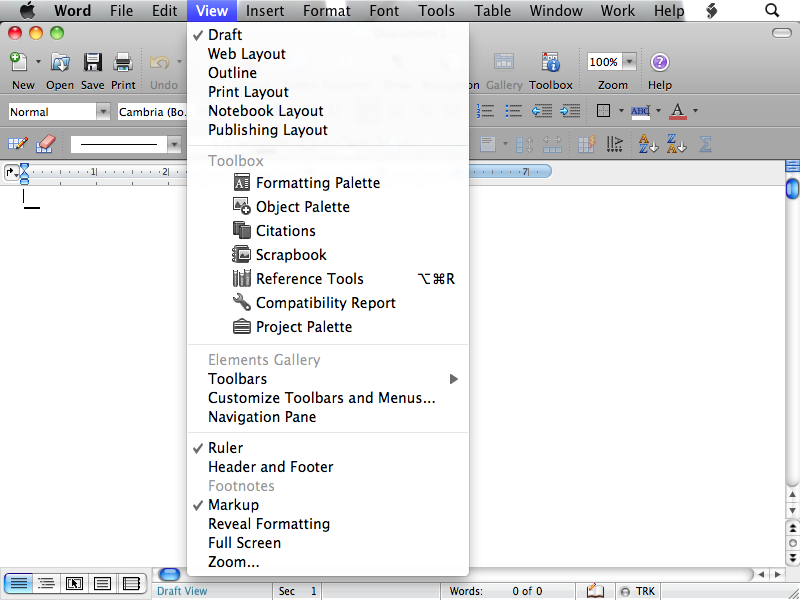 Word File Edit View Insert Format Font Tools Table Window Work Help
New Open Save Print Undo Gallery Toolbox 100% Zoom Help
Normal Cambria (Bo... ABC A
1 2 7
✓ Draft
Web Layout
Outline
Print Layout
Notebook Layout
Publishing Layout
Toolbox
Formatting Palette
Object Palette
Citations
Scrapbook
Reference Tools ⌥⌘R
Compatibility Report
Project Palette
Elements Gallery
Toolbars
Customize Toolbars and Menus...
Navigation Pane
✓ Ruler
Header and Footer
Footnotes
✓ Markup
Reveal Formatting
Full Screen
Zoom...
Draft View Sec 1 Words: 0 of 0 TRK